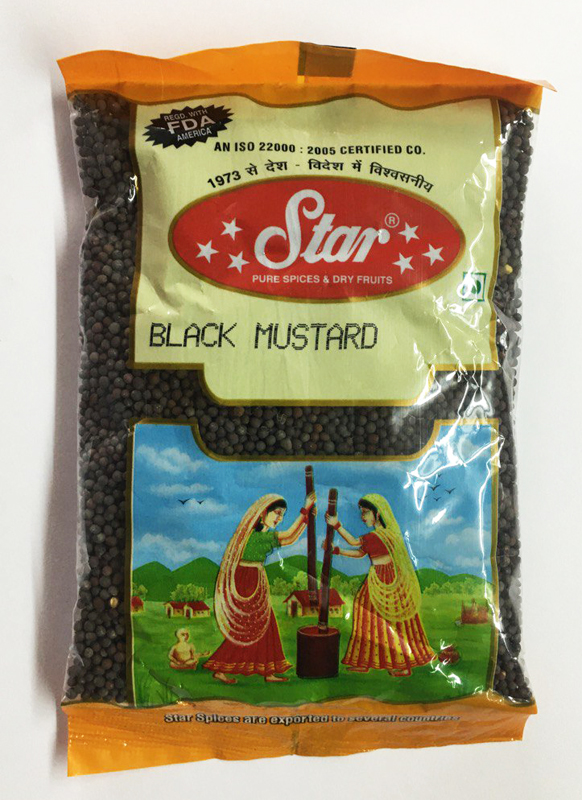 REGD. WITH
FDA
AMERICA
AN ISO 22000 : 2005 CERTIFIED CO.
1973 से देश - विदेश में विश्वसनीय
Star®
PURE SPICES & DRY FRUITS
BLACK MUSTARD
Star Spices are exported to several countries